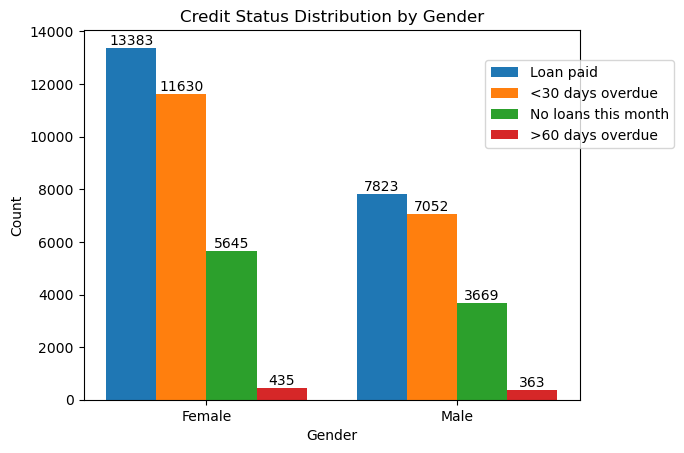 Credit Status Distribution by Gender
14000
12000
10000
8000
6000
4000
2000
0
Count
13383
11630
5645
435
7823
7052
3669
363
Loan paid
<30 days overdue
No loans this month
>60 days overdue
Female
Male
Gender